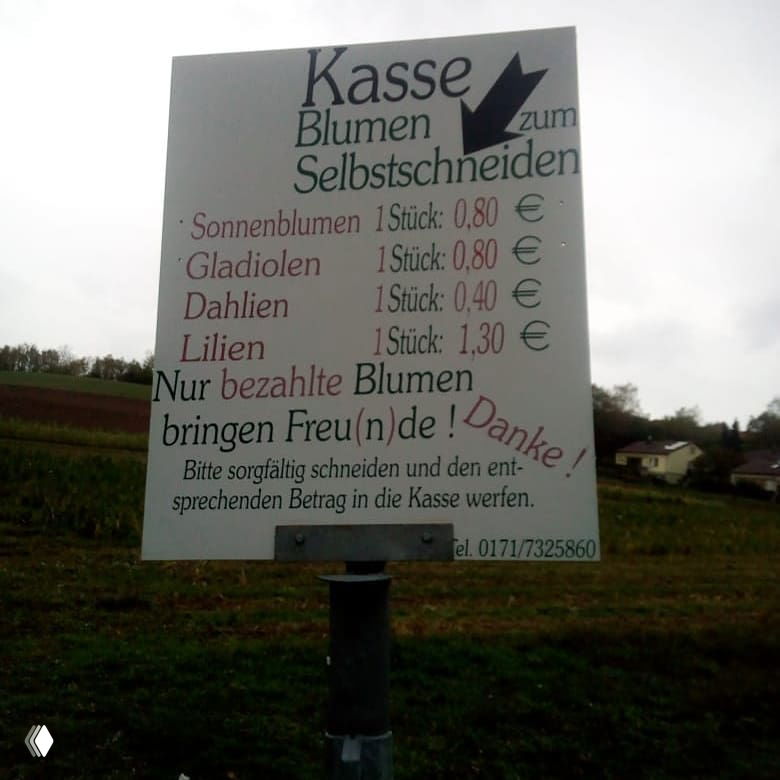 Kasse
Blumen zum
Selbstschneiden
Sonnenblumen 1 Stück: 0,80 €
Gladiolen 1 Stück: 0,80 €
Dahlien 1 Stück: 0,40 €
Lilien 1 Stück: 1,30 €
Nur bezahlte Blumen
bringen Freu(n)de ! Danke !
Bitte sorgfältig schneiden und den ent-
sprechenden Betrag in die Kasse werfen.
Tel. 0171/7325860